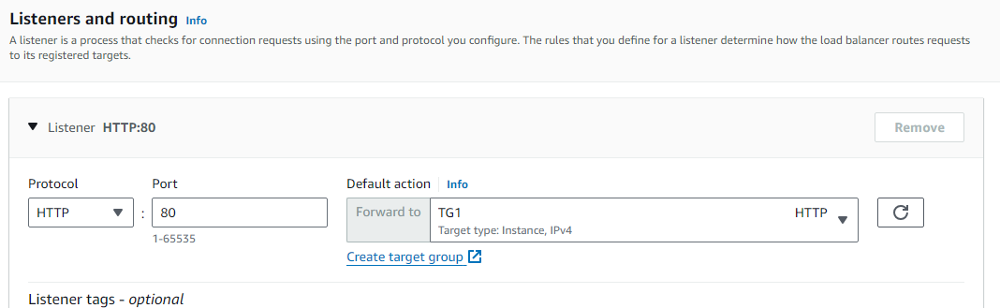 Listeners and routing Info
A listener is a process that checks for connection requests using the port and protocol you configure. The rules that you define for a listener determine how the load balancer routes requests
to its registered targets.
Listener HTTP:80
Remove
Protocol Port Default action Info
HTTP : 80 Forward to TG1 HTTP
Target type: Instance, IPv4
1-65535
Create target group
Listener tags - optional